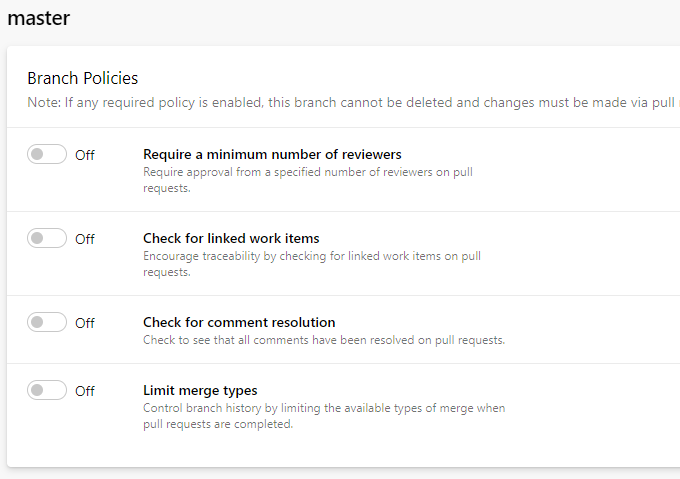 master
Branch Policies
Note: If any required policy is enabled, this branch cannot be deleted and changes must be made via pull
Off
Require a minimum number of reviewers
Require approval from a specified number of reviewers on pull
requests.
Off
Check for linked work items
Encourage traceability by checking for linked work items on pull
requests.
Off
Check for comment resolution
Check to see that all comments have been resolved on pull requests.
Off
Limit merge types
Control branch history by limiting the available types of merge when
pull requests are completed.